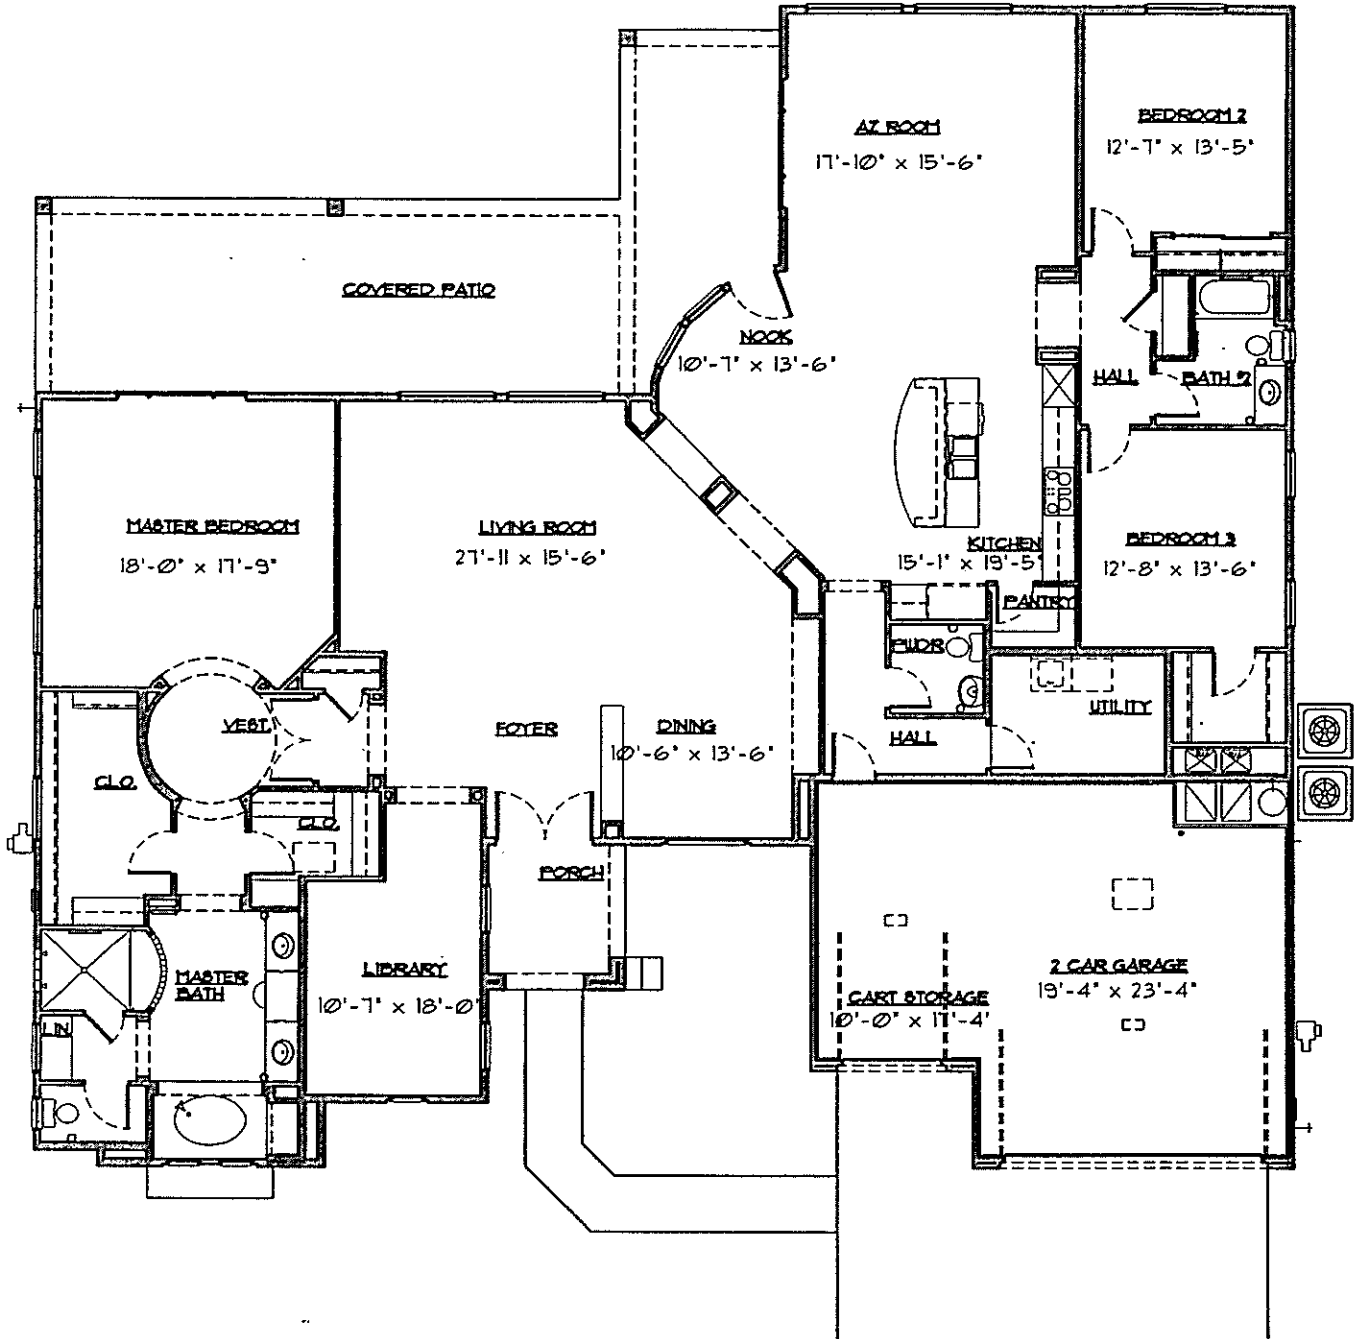 BEDROOM 2
12'-7" x 13'-5"
AZ ROOM
17'-10" x 15'-6"
COVERED PATIO
NOOK
10'-7" x 13'-6"
HALL
BATH #2
MASTER BEDROOM
18'-0" x 17'-9"
LIVING ROOM
27'-11 x 15'-6"
KITCHEN
15'-1" x 19'-5"
BEDROOM 3
12'-8" x 13'-6"
PANTRY
PWDR
UTILITY
VEST.
FOYER
DINING
10'-6" x 13'-6"
HALL
CLO.
CLO.
PORCH
LIBRARY
10'-7" x 18'-0"
MASTER
BATH
LIN
2 CAR GARAGE
19'-4" x 23'-4"
CART STORAGE
10'-0" x 17'-4"